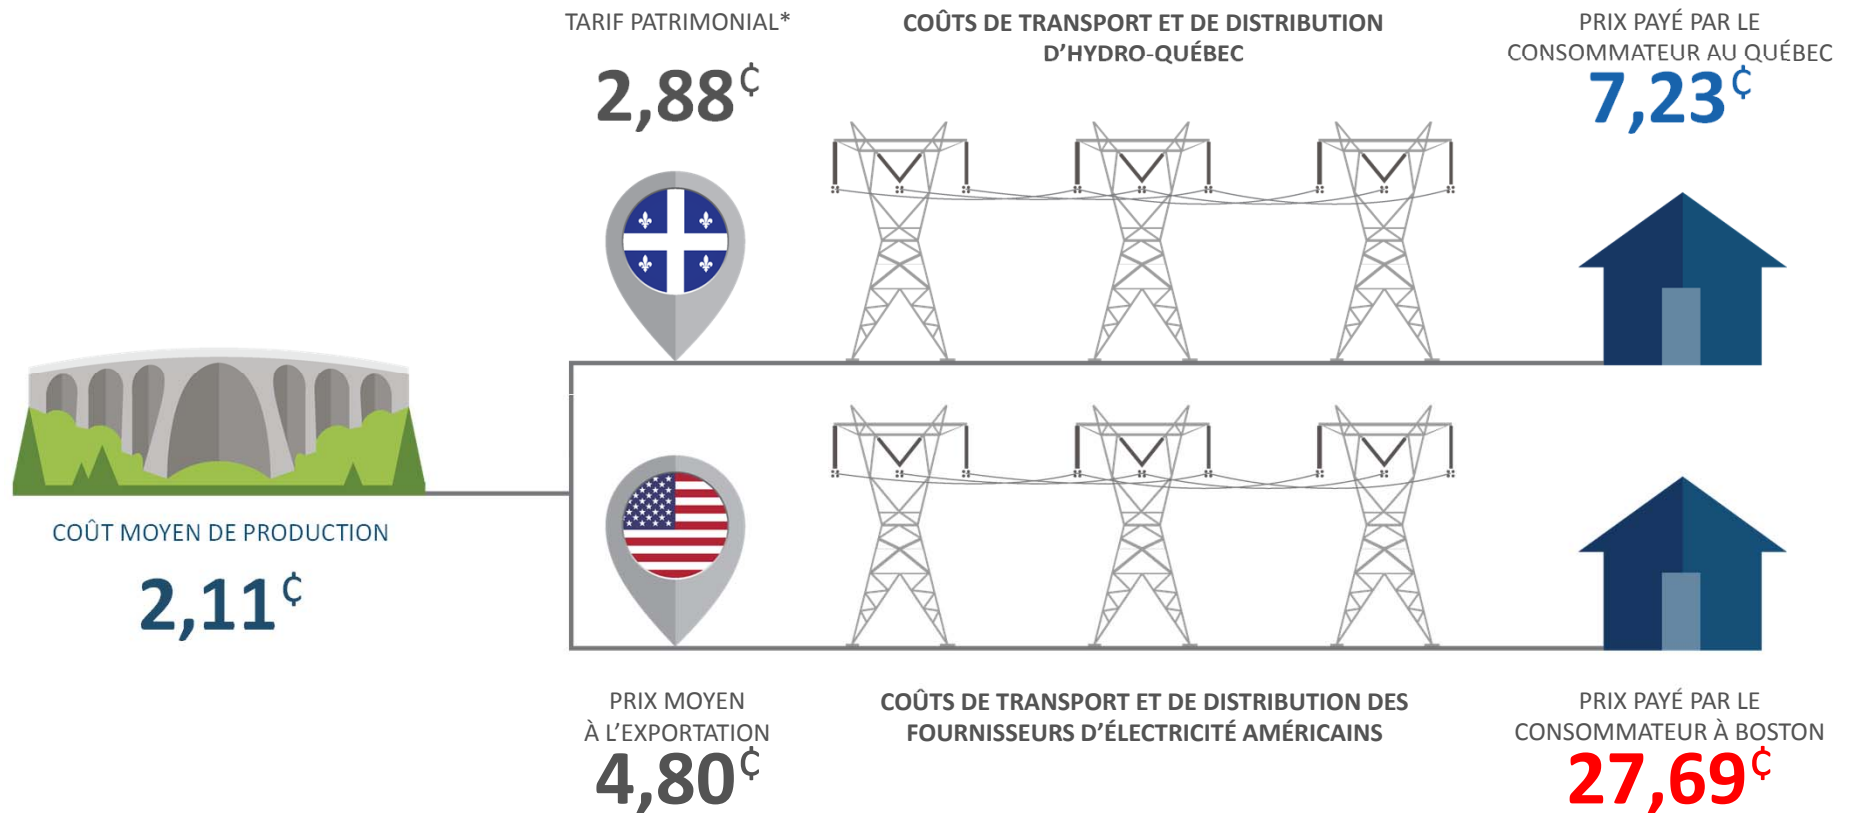 TARIF PATRIMONIAL*
2,88¢
COÛTS DE TRANSPORT ET DE DISTRIBUTION
D'HYDRO-QUÉBEC
PRIX PAYÉ PAR LE
CONSOMMATEUR AU QUÉBEC
7,23¢
COÛT MOYEN DE PRODUCTION
2,11¢
PRIX MOYEN
À L'EXPORTATION
4,80¢
COÛTS DE TRANSPORT ET DE DISTRIBUTION DES
FOURNISSEURS D'ÉLECTRICITÉ AMÉRICAINS
PRIX PAYÉ PAR LE
CONSOMMATEUR À BOSTON
27,69¢